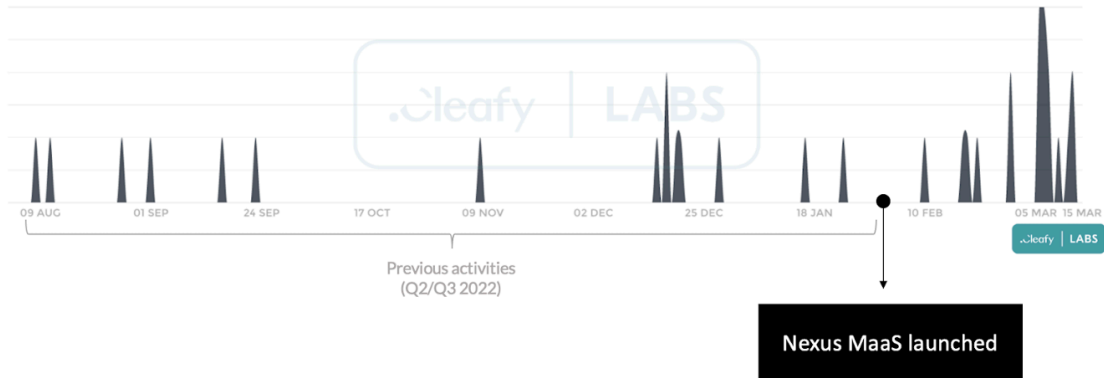 .Cleafy | LABS
09 AUG 01 SEP 24 SEP 17 OCT 09 NOV 02 DEC 25 DEC 18 JAN 10 FEB 05 MAR 15 MAR
.Cleafy | LABS
Previous activities
(Q2/Q3 2022)
Nexus MaaS launched